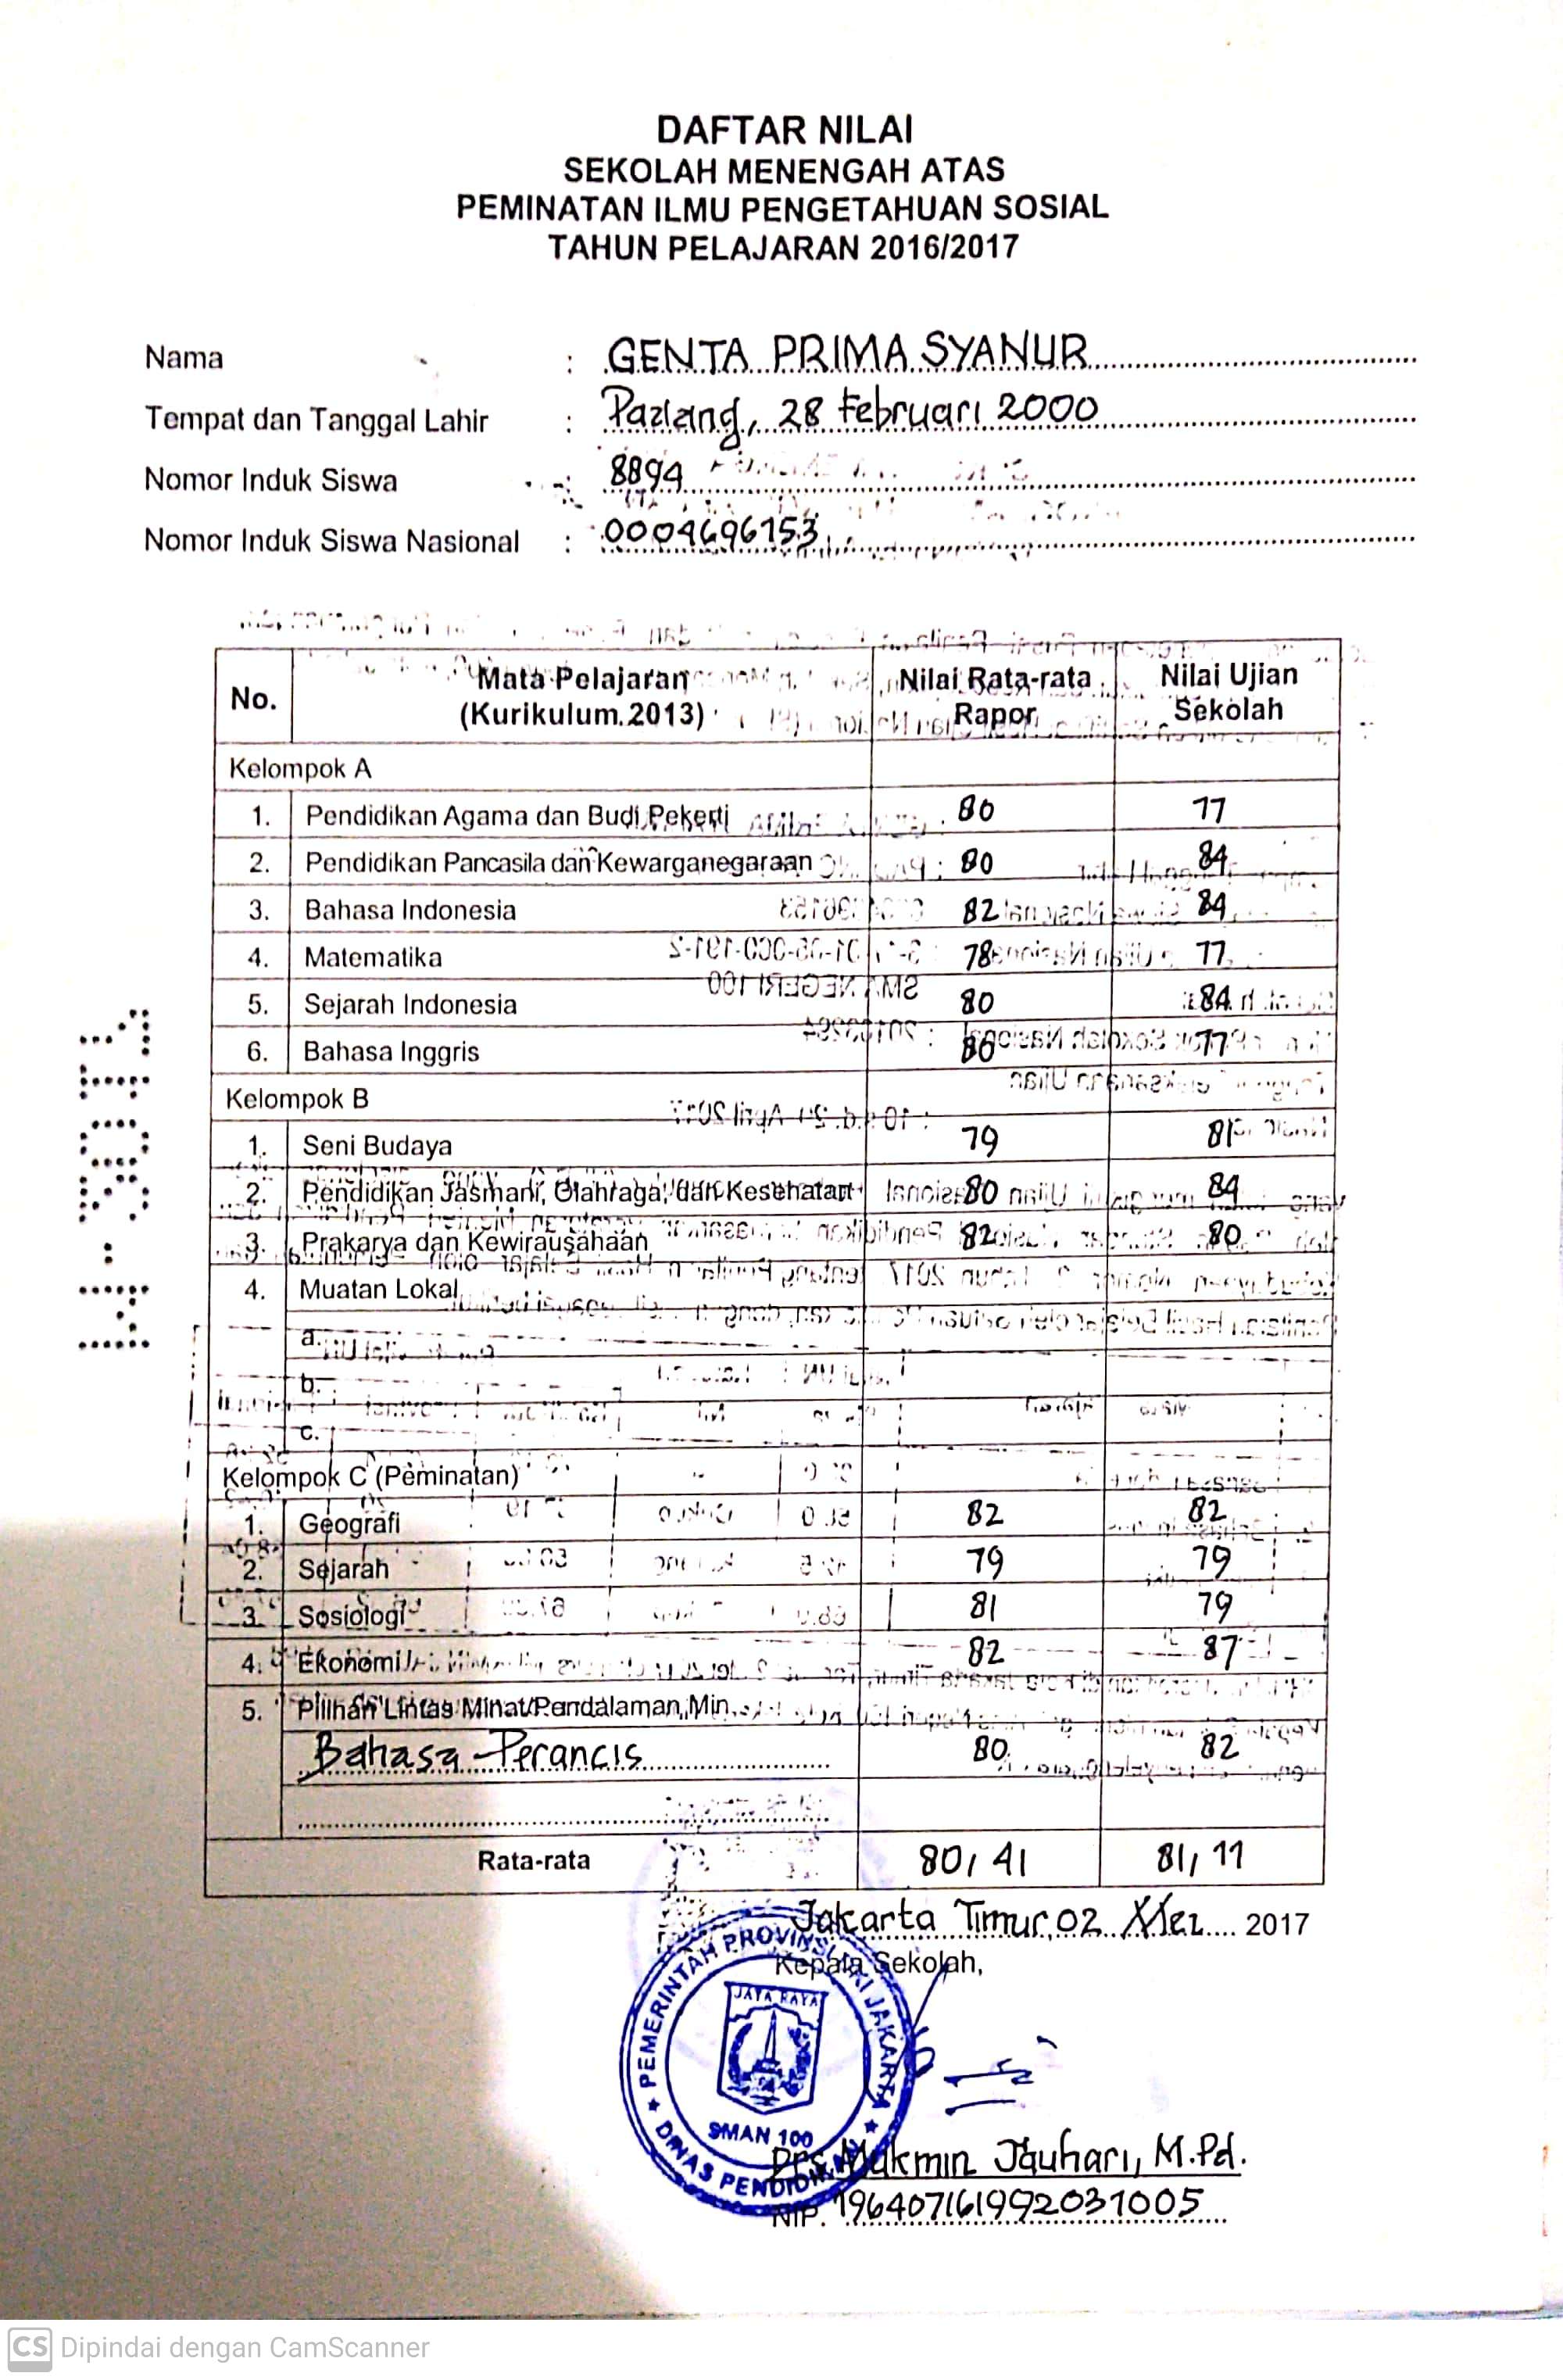 DAFTAR NILAI
SEKOLAH MENENGAH ATAS
PEMINATAN ILMU PENGETAHUAN SOSIAL
TAHUN PELAJARAN 2016/2017
Nama : GENTA PRIMA SYANUR
Tempat dan Tanggal Lahir : Padang, 28 Februari 2000
Nomor Induk Siswa : 8894
Nomor Induk Siswa Nasional : 0004696153
No. Mata Pelajaran (Kurikulum 2013) Nilai Rata-rata Rapor Nilai Ujian Sekolah
Kelompok A
1. Pendidikan Agama dan Budi Pekerti 80 77
2. Pendidikan Pancasila dan Kewarganegaraan 80 84
3. Bahasa Indonesia 82 84
4. Matematika 78 77
5. Sejarah Indonesia 80 84
6. Bahasa Inggris 80 77
Kelompok B
1. Seni Budaya 79 81
2. Pendidikan Jasmani, Olahraga, dan Kesehatan 80 84
3. Prakarya dan Kewirausahaan 82 80
4. Muatan Lokal
a.
b.
c.
Kelompok C (Peminatan)
1. Geografi 82 82
2. Sejarah 79 79
3. Sosiologi 81 79
4. Ekonomi 82 87
5. Pilihan Lintas Minat/Pendalaman Min
Bahasa Perancis 80 82
Rata-rata 80,41 81,11
Jakarta Timur, 02 Mei 2017
Kepala Sekolah,
PEMERINTAH PROVINSI DKI JAKARTA
JAYA RAYA
SMAN 100
DINAS PENDIDIKAN
Drs. Mukmin Jauhari, M.Pd.
NIP. 196407161992031005
CS Dipindai dengan CamScanner